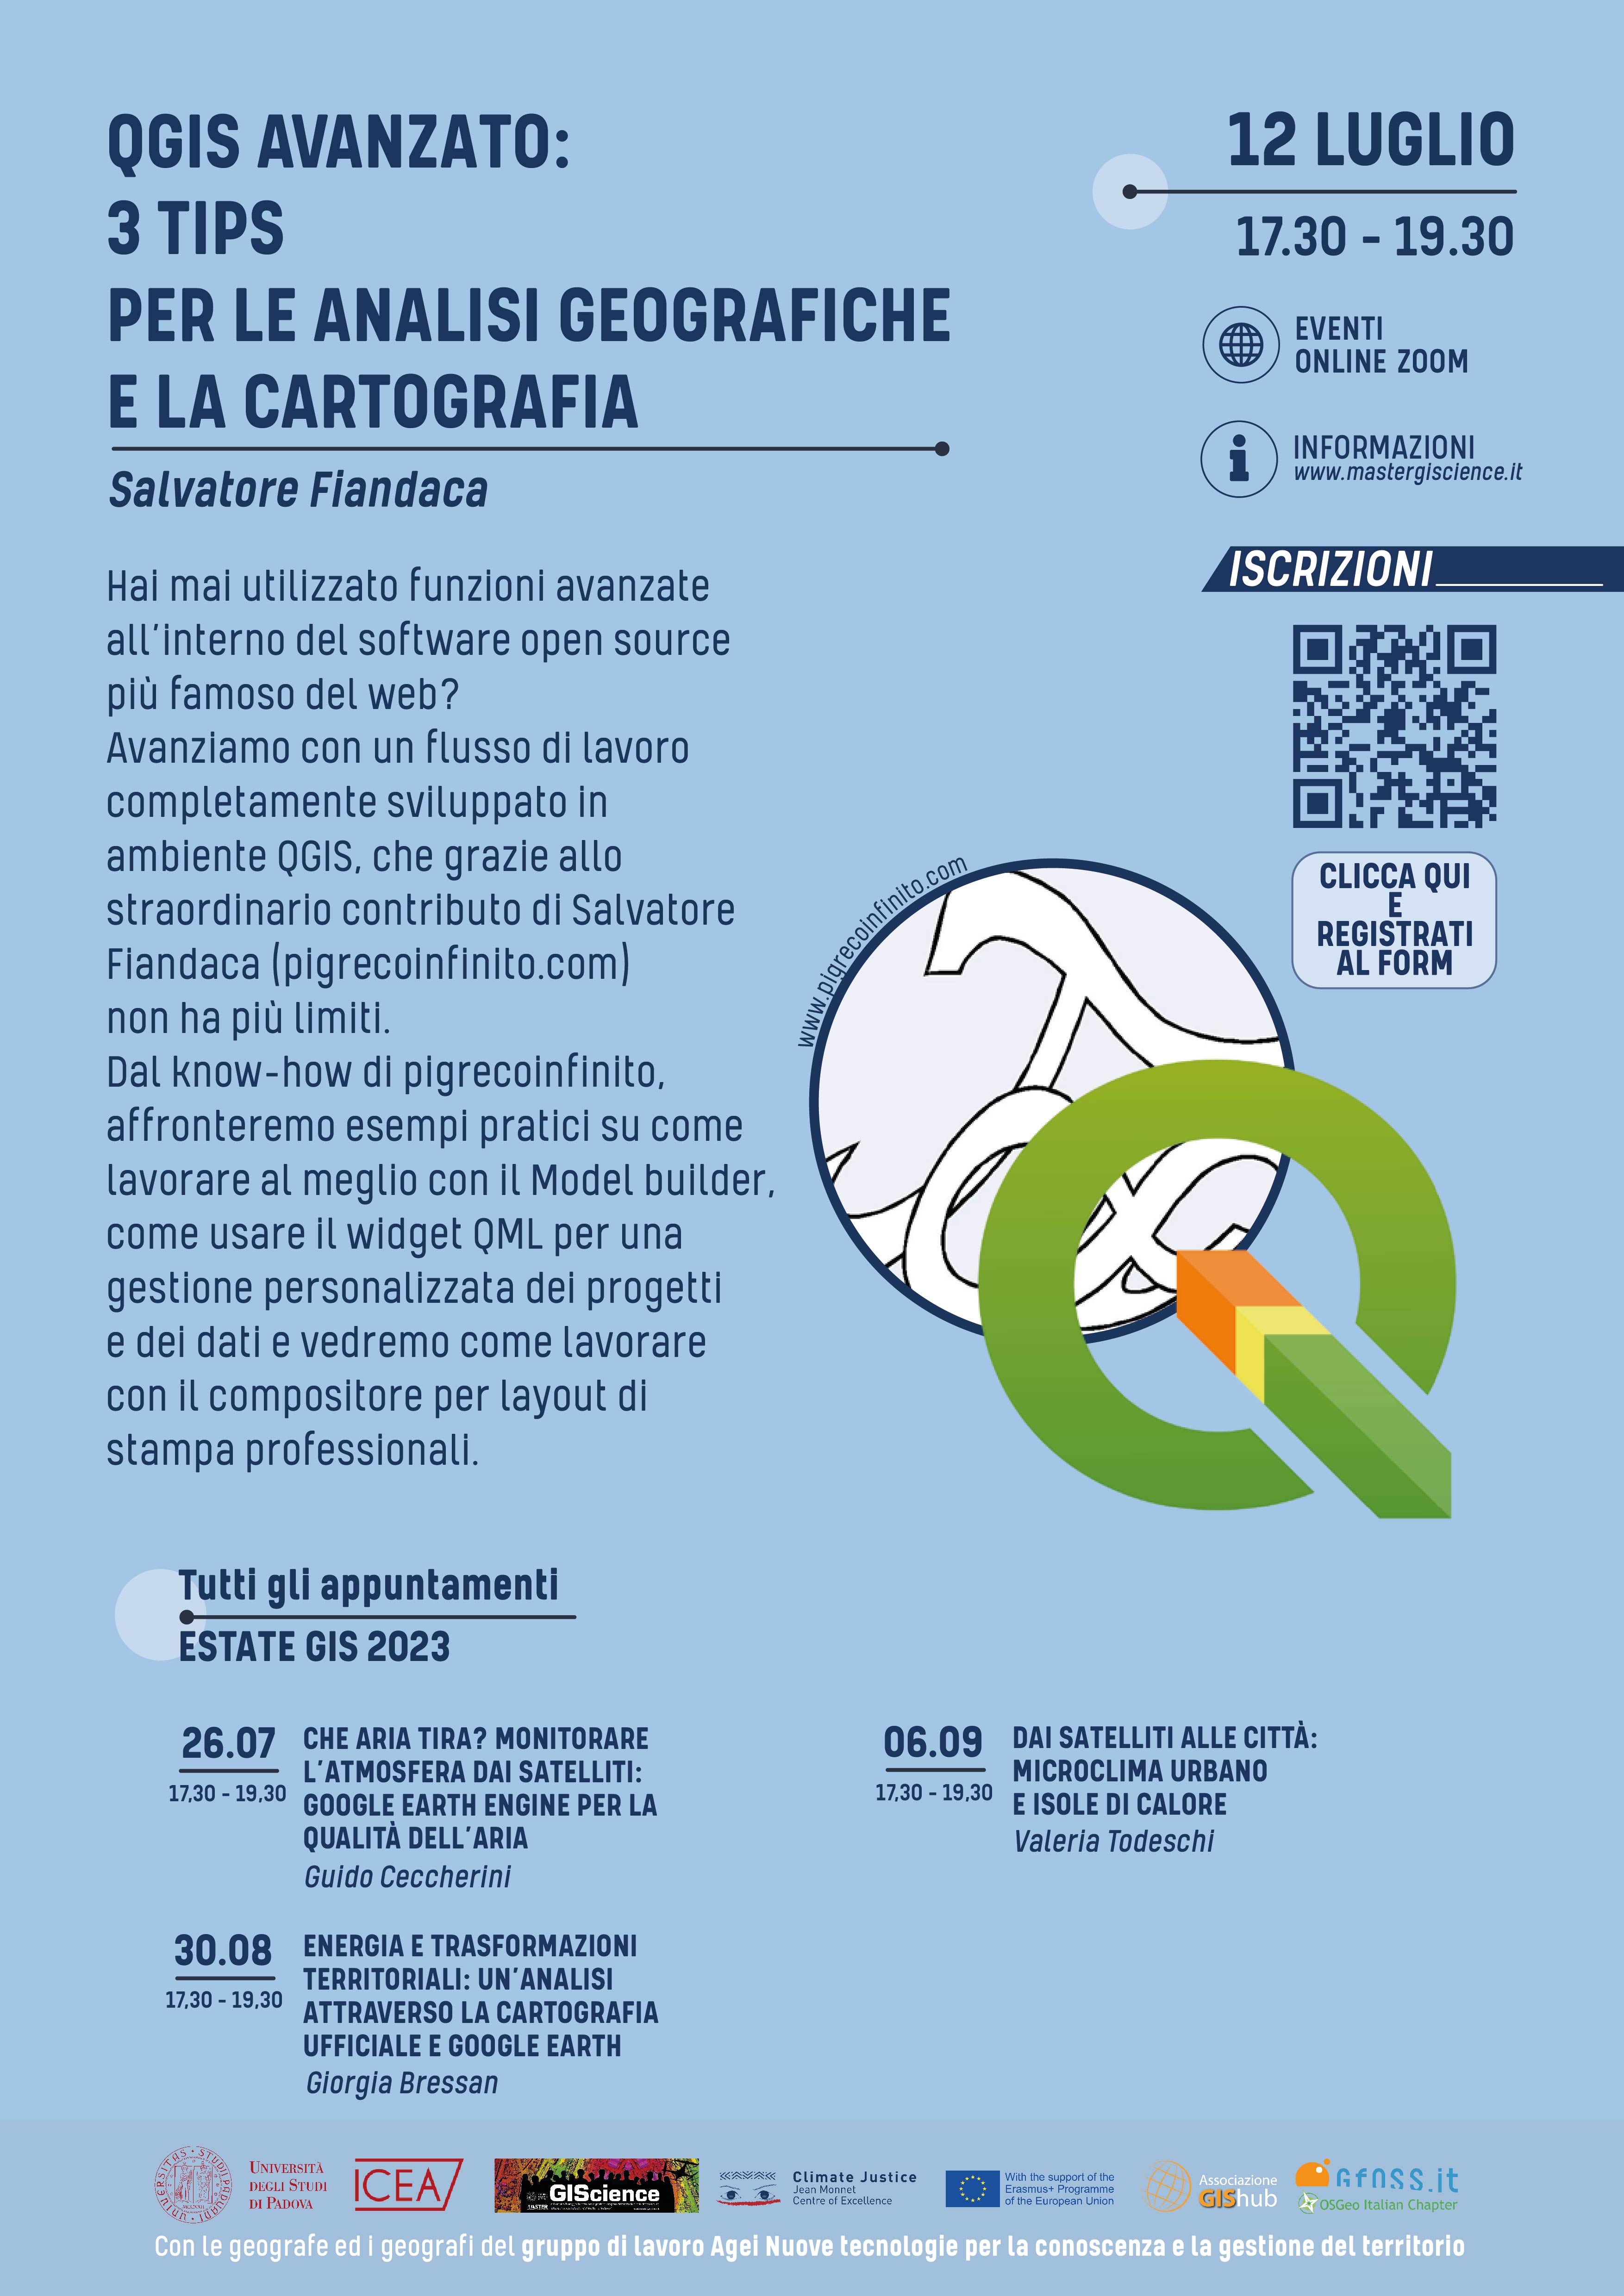 QGIS AVANZATO:
3 TIPS
PER LE ANALISI GEOGRAFICHE
E LA CARTOGRAFIA
Salvatore Fiandaca
12 LUGLIO
17.30 - 19.30
EVENTI
ONLINE ZOOM
INFORMAZIONI
www.mastergiscience.it
ISCRIZIONI
CLICCA QUI
E
REGISTRATI
AL FORM
Hai mai utilizzato funzioni avanzate
all'interno del software open source
più famoso del web?
Avanziamo con un flusso di lavoro
completamente sviluppato in
ambiente QGIS, che grazie allo
straordinario contributo di Salvatore
Fiandaca (pigrecoinfinito.com)
non ha più limiti.
Dal know-how di pigrecoinfinito,
affronteremo esempi pratici su come
lavorare al meglio con il Model builder,
come usare il widget QML per una
gestione personalizzata dei progetti
e dei dati e vedremo come lavorare
con il compositore per layout di
stampa professionali.
www.pigrecoinfinito.com
Tutti gli appuntamenti
ESTATE GIS 2023
26.07
17,30 - 19,30
CHE ARIA TIRA? MONITORARE
L'ATMOSFERA DAI SATELLITI:
GOOGLE EARTH ENGINE PER LA
QUALITÀ DELL'ARIA
Guido Ceccherini
30.08
17,30 - 19,30
ENERGIA E TRASFORMAZIONI
TERRITORIALI: UN'ANALISI
ATTRAVERSO LA CARTOGRAFIA
UFFICIALE E GOOGLE EARTH
Giorgia Bressan
06.09
17,30 - 19,30
DAI SATELLITI ALLE CITTÀ:
MICROCLIMA URBANO
E ISOLE DI CALORE
Valeria Todeschi
UNIVERSITÀ
DEGLI STUDI
DI PADOVA
ICEA
GIScience
Climate Justice
Jean Monnet
Centre of Excellence
With the support of the
Erasmus+ Programme
of the European Union
Associazione
GIShub
GfOSS.it
OSGeo Italian Chapter
Con le geografe ed i geografi del gruppo di lavoro Agei Nuove tecnologie per la conoscenza e la gestione del territorio